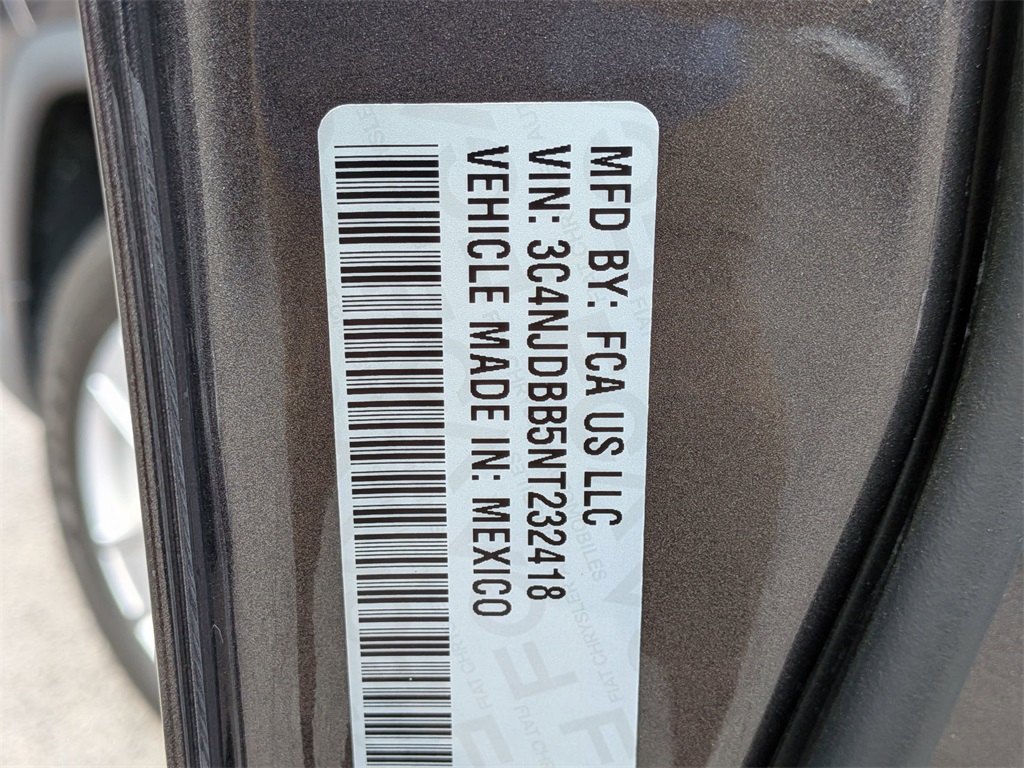 MFD BY: FCA US LLC
VIN: 3C4NJDBB5NT232418
VEHICLE MADE IN: MEXICO